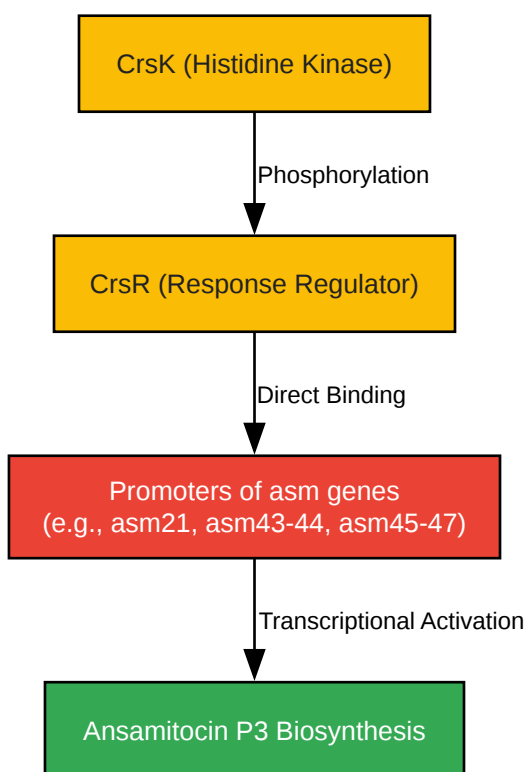 CrsK (Histidine Kinase)
Phosphorylation
CrsR (Response Regulator)
Direct Binding
Promoters of asm genes
(e.g., asm21, asm43-44, asm45-47)
Transcriptional Activation
Ansamitocin P3 Biosynthesis